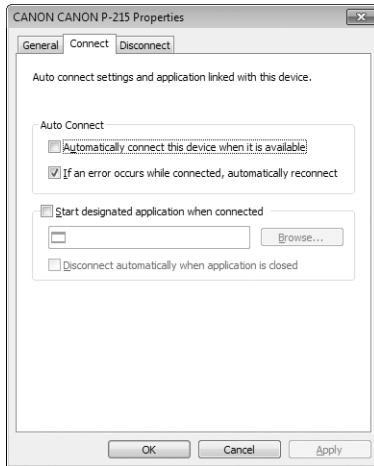 CANON CANON P-215 Properties
General Connect Disconnect
Auto connect settings and application linked with this device.
Auto Connect
Automatically connect this device when it is available
If an error occurs while connected, automatically reconnect
Start designated application when connected
Browse...
Disconnect automatically when application is closed
OK Cancel Apply